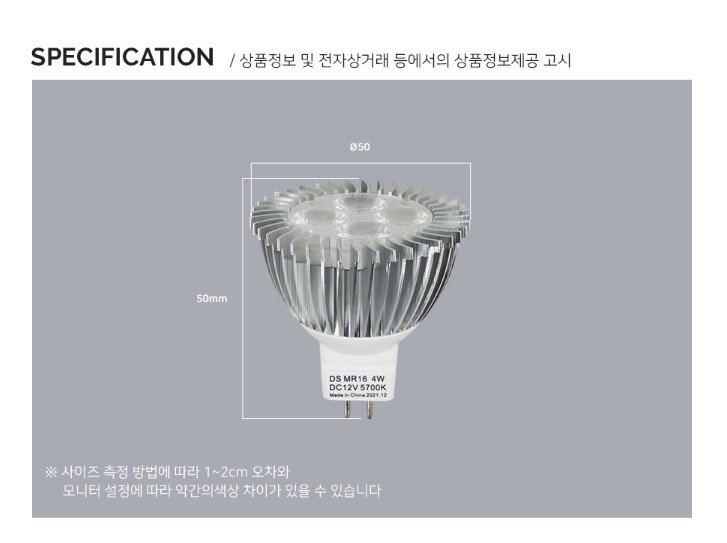 SPECIFICATION / 상품정보 및 전자상거래 등에서의 상품정보제공 고시
Ø50
50mm
DS MR16 4W
DC12V 5700K
Made in China 2021.12
※ 사이즈 측정 방법에 따라 1~2cm 오차와
모니터 설정에 따라 약간의색상 차이가 있을 수 있습니다